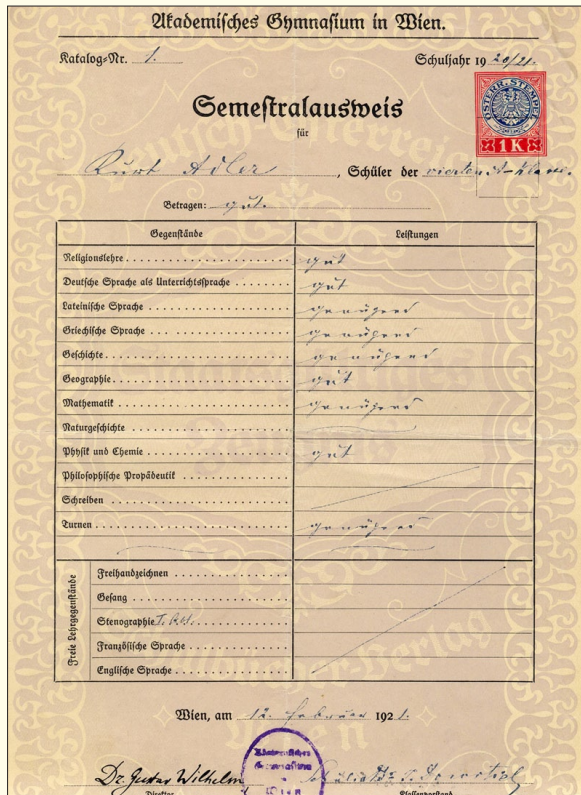 Akademisches Gymnasium in Wien.
Katalog-Nr. 1. Schuljahr 1920/21.
ÖSTERR. STEMPEL
1K
Semestralausweis
für
Kurt Adler, Schüler der vierten A-Klasse.
Betragen: gut.
Gegenstände Leistungen
Religionslehre gut
Deutsche Sprache als Unterrichtssprache gut
Lateinische Sprache genügend
Griechische Sprache genügend
Geschichte genügend
Geographie gut
Mathematik genügend
Naturgeschichte
Physik und Chemie gut
Philosophische Propädeutik
Schreiben
Turnen genügend
Freie Lehrgegenstände
Freihandzeichnen
Gesang
Stenographie
Französische Sprache
Englische Sprache
Wien, am 12. Februar 1921.
Akademisches
Gymnasium
WIEN
Dr. Gustav Wilhelm
Direktor Klassenvorstand